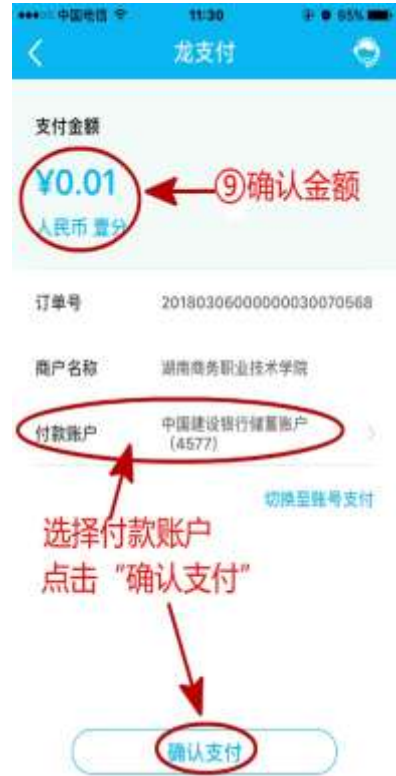 中国电信 11:30 65%
龙支付
支付金额
¥0.01
⑨确认金额
人民币 壹分
订单号 20180306000000030070568
商户名称 湖南商务职业技术学院
付款账户 中国建设银行储蓄账户
(4577)
切换至账号支付
选择付款账户
点击“确认支付”
确认支付